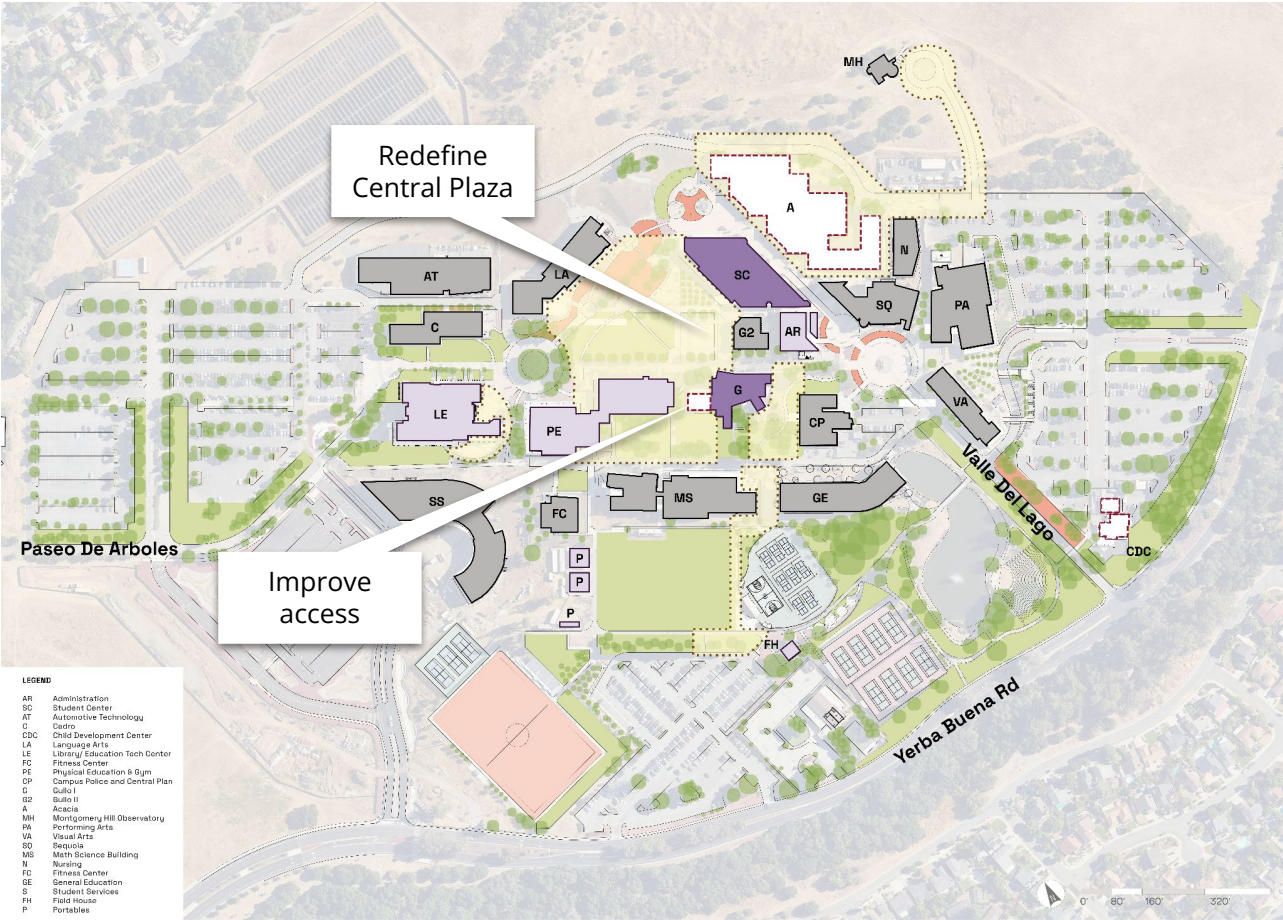 MH
Redefine
Central Plaza
A
N
LA
SC
AT
SQ
PA
C
G2
AR
LE
G
VA
PE
CP
Valle Del Lago
SS
MS
GE
FC
Paseo De Arboles
CDC
P
P
Improve
access
P
FH
Yerba Buena Rd
LEGEND
AR Administration
SC Student Center
AT Automotive Technology
C Cedro
CDC Child Development Center
LA Language Arts
LE Library/ Education Tech Center
FC Fitness Center
PE Physical Education & Gym
CP Campus Police and Central Plan
G Gullo I
G2 Gullo II
A Acacia
MH Montgomery Hill Observatory
PA Performing Arts
VA Visual Arts
SQ Sequoia
MS Math Science Building
N Nursing
FC Fitness Center
GE General Education
S Student Services
FH Field House
P Portables
0' 80' 160' 320'